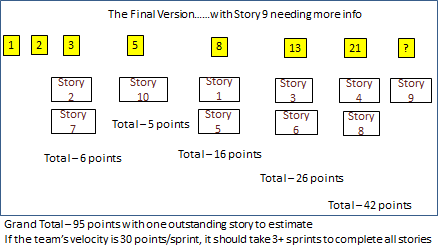 The Final Version......with Story 9 needing more info
1 2 3 5 8 13 21 ?
Story 2 Story 10 Story 1 Story 3 Story 4 Story 9
Story 7 Story 5 Story 6 Story 8
Total – 5 points
Total – 6 points
Total – 16 points
Total – 26 points
Total – 42 points
Grand Total – 95 points with one outstanding story to estimate
If the team's velocity is 30 points/sprint, it should take 3+ sprints to complete all stories